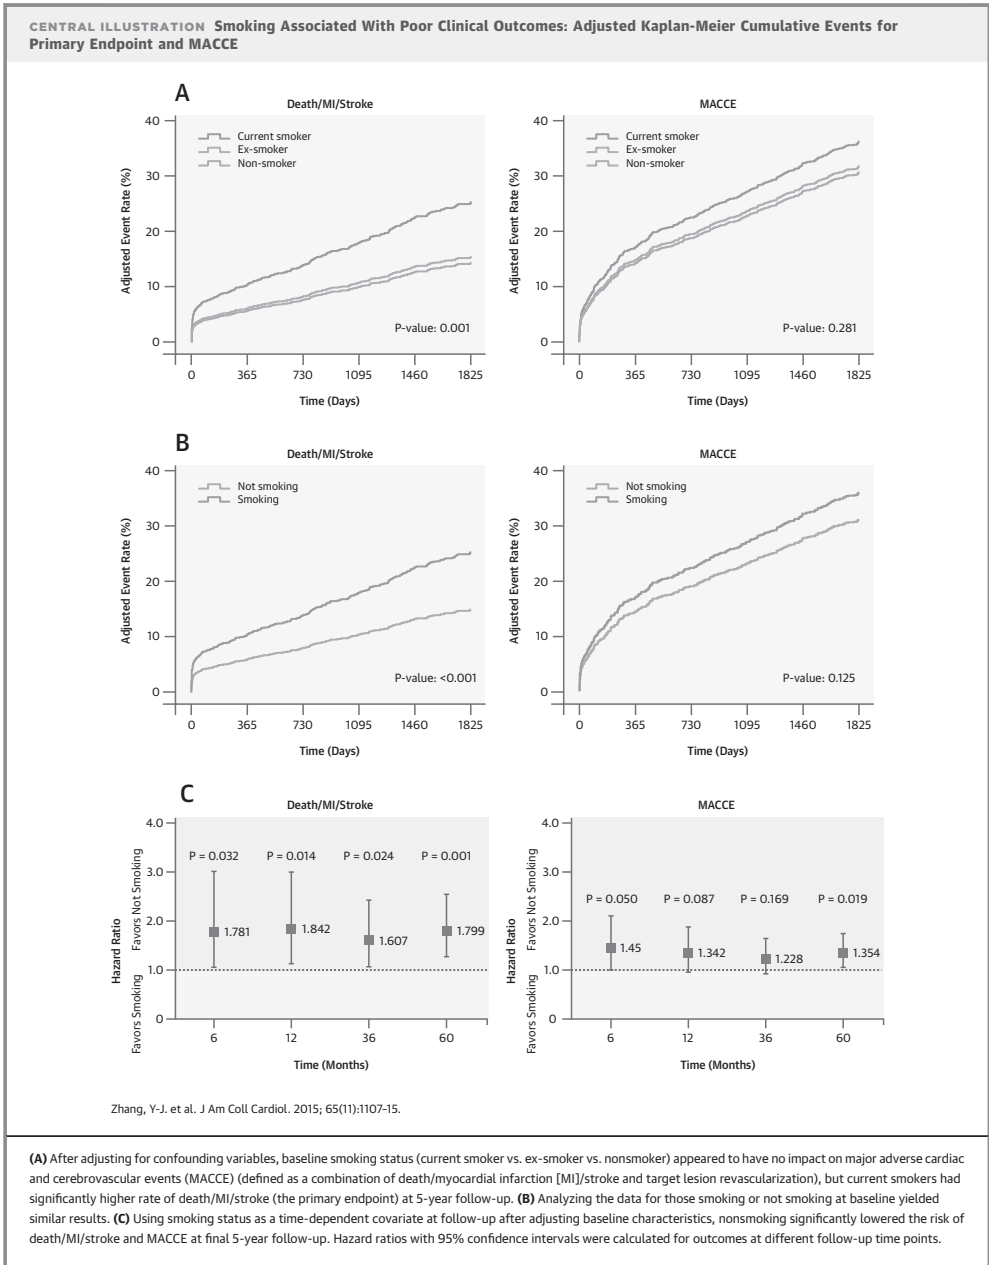 CENTRAL ILLUSTRATION Smoking Associated With Poor Clinical Outcomes: Adjusted Kaplan-Meier Cumulative Events for
Primary Endpoint and MACCE
A
Death/MI/Stroke
Adjusted Event Rate (%)
40
30
20
10
0
Current smoker
Ex-smoker
Non-smoker
P-value: 0.001
0 365 730 1095 1460 1825
Time (Days)
MACCE
Adjusted Event Rate (%)
40
30
20
10
0
Current smoker
Ex-smoker
Non-smoker
P-value: 0.281
0 365 730 1095 1460 1825
Time (Days)
B
Death/MI/Stroke
Adjusted Event Rate (%)
40
30
20
10
0
Not smoking
Smoking
P-value: <0.001
0 365 730 1095 1460 1825
Time (Days)
MACCE
Adjusted Event Rate (%)
40
30
20
10
0
Not smoking
Smoking
P-value: 0.125
0 365 730 1095 1460 1825
Time (Days)
C
Death/MI/Stroke
Hazard Ratio
Favors Smoking Favors Not Smoking
4.0
3.0
2.0
1.0
0
P = 0.032 P = 0.014 P = 0.024 P = 0.001
1.781 1.842 1.607 1.799
6 12 36 60
Time (Months)
MACCE
Hazard Ratio
Favors Smoking Favors Not Smoking
4.0
3.0
2.0
1.0
0
P = 0.050 P = 0.087 P = 0.169 P = 0.019
1.45 1.342 1.228 1.354
6 12 36 60
Time (Months)
Zhang, Y-J. et al. J Am Coll Cardiol. 2015; 65(11):1107-15.
(A) After adjusting for confounding variables, baseline smoking status (current smoker vs. ex-smoker vs. nonsmoker) appeared to have no impact on major adverse cardiac
and cerebrovascular events (MACCE) (defined as a combination of death/myocardial infarction [MI]/stroke and target lesion revascularization), but current smokers had
significantly higher rate of death/MI/stroke (the primary endpoint) at 5-year follow-up. (B) Analyzing the data for those smoking or not smoking at baseline yielded
similar results. (C) Using smoking status as a time-dependent covariate at follow-up after adjusting baseline characteristics, nonsmoking significantly lowered the risk of
death/MI/stroke and MACCE at final 5-year follow-up. Hazard ratios with 95% confidence intervals were calculated for outcomes at different follow-up time points.